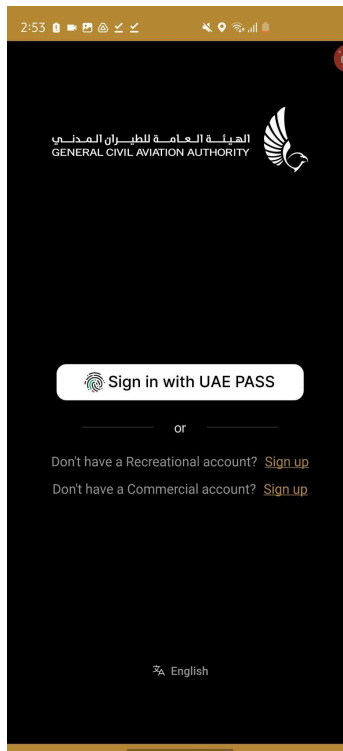 2:53
الهيئة العامة للطيران المدني
GENERAL CIVIL AVIATION AUTHORITY
Sign in with UAE PASS
or
Don't have a Recreational account? Sign up
Don't have a Commercial account? Sign up
English